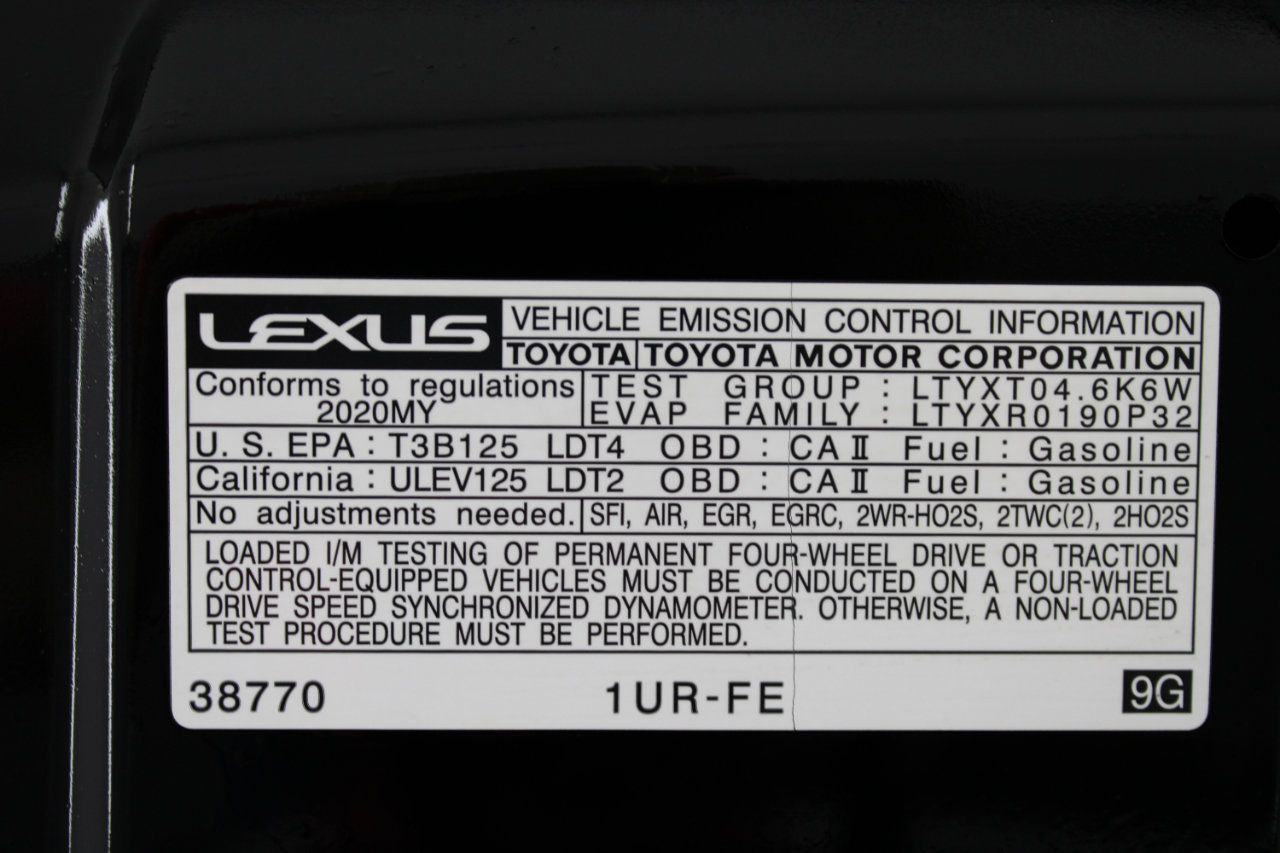 LEXUS VEHICLE EMISSION CONTROL INFORMATION
TOYOTA TOYOTA MOTOR CORPORATION
Conforms to regulations TEST GROUP : LTYXT04.6K6W
2020MY EVAP FAMILY : LTYXR0190P32
U.S. EPA : T3B125 LDT4 OBD : CAⅡ Fuel : Gasoline
California : ULEV125 LDT2 OBD : CAⅡ Fuel : Gasoline
No adjustments needed. SFI, AIR, EGR, EGRC, 2WR-HO2S, 2TWC(2), 2HO2S
LOADED I/M TESTING OF PERMANENT FOUR-WHEEL DRIVE OR TRACTION
CONTROL-EQUIPPED VEHICLES MUST BE CONDUCTED ON A FOUR-WHEEL
DRIVE SPEED SYNCHRONIZED DYNAMOMETER. OTHERWISE, A NON-LOADED
TEST PROCEDURE MUST BE PERFORMED.
38770 1UR-FE 9G